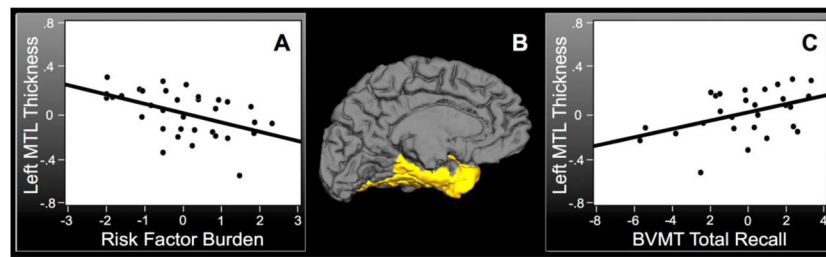 A
Left MTL Thickness
.8
.4
0
-.4
-.8
-3 -2 -1 0 1 2 3
Risk Factor Burden
B
C
Left MTL Thickness
.8
.4
0
-.4
-.8
-8 -6 -4 -2 0 2 4
BVMT Total Recall